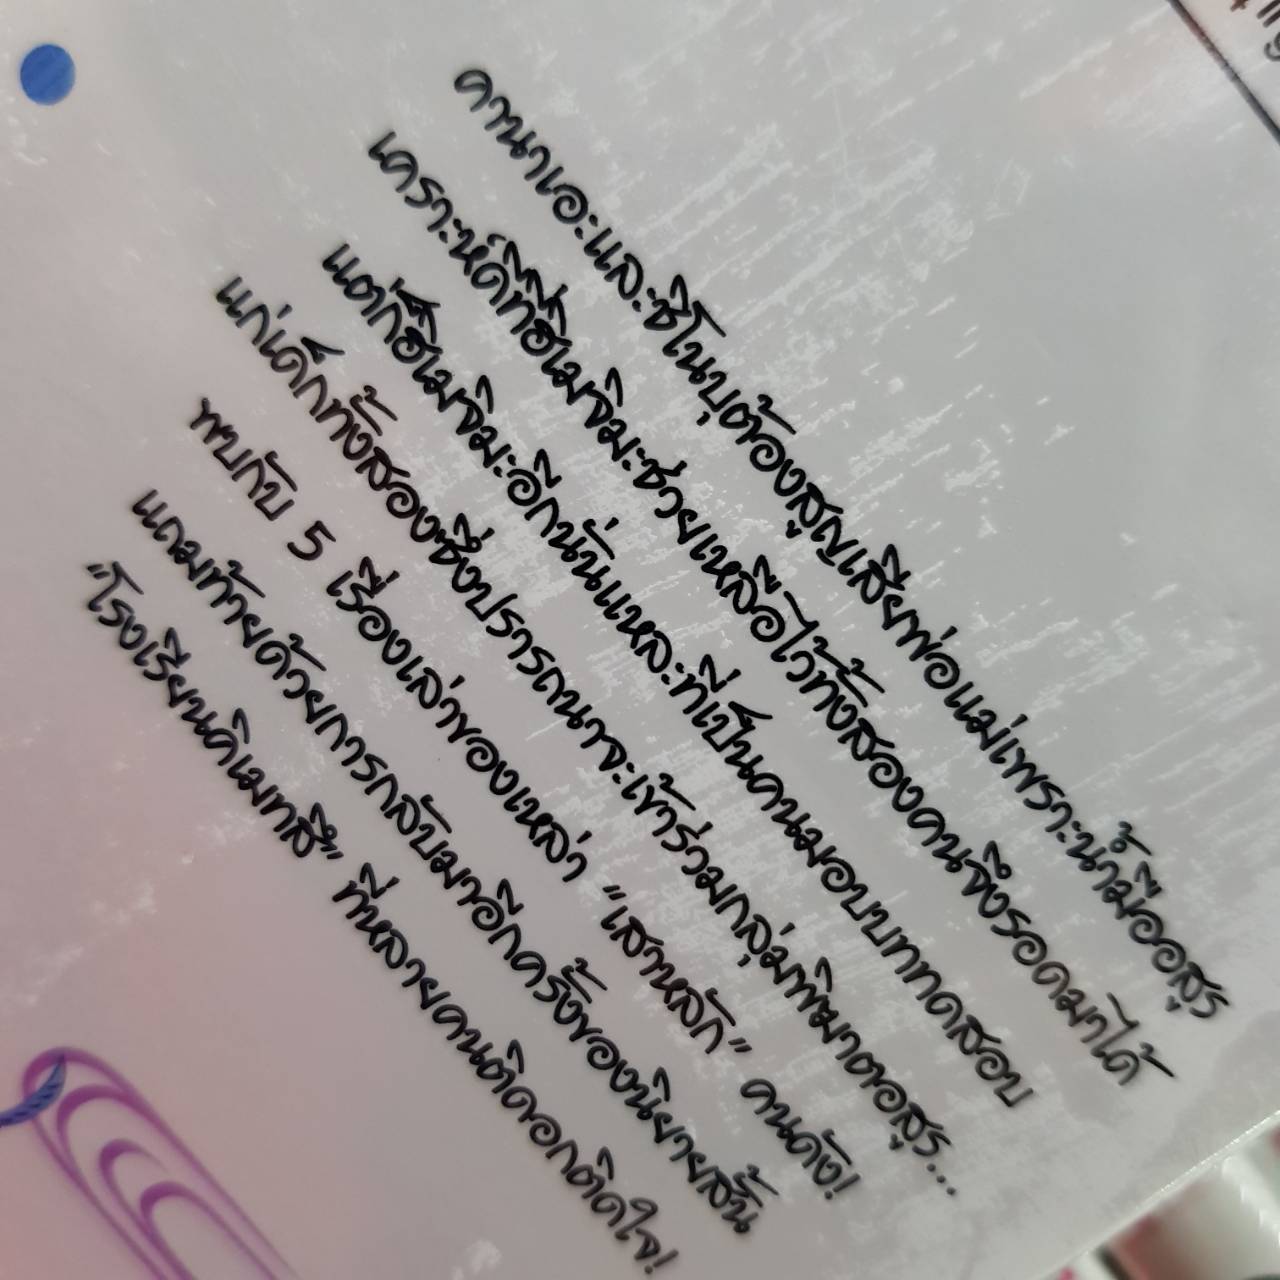 คานาเอะและชิโนบุต้องสูญเสียพ่อแม่เพราะน้ำมืออสุร
เคราะห์ดีที่ฮิเมจิมะช่วยเหลือไว้ทั้งสองคนจึงรอดมาได้
แต่ก็ฮิเมจิมะอีกนั่นแหละที่เป็นคนมอบบททดสอบ
แก่เด็กทั้งสองซึ่งปรารถนาจะเข้าร่วมกลุ่มพิฆาตอสุร...
พบกับ 5 เรื่องเล่าของเหล่า “เสาหลัก” คนดัง!
แถมท้ายด้วยการกลับมาอีกครั้งของนิยายสั้น
“โรงเรียนคิเมทสึ” ที่หลายคนติดอกติดใจ!